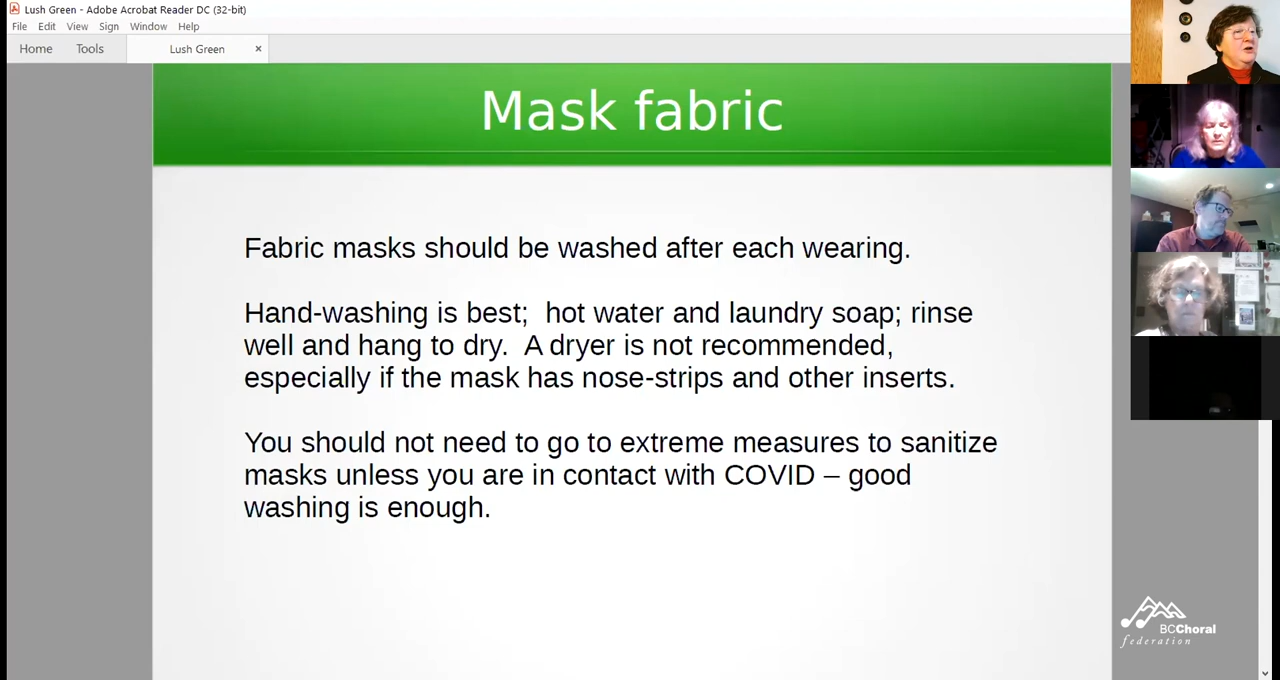 Lush Green - Adobe Acrobat Reader DC (32-bit)
File Edit View Sign Window Help
Home Tools Lush Green ×
Mask fabric
Fabric masks should be washed after each wearing.
Hand-washing is best;  hot water and laundry soap; rinse
well and hang to dry.  A dryer is not recommended,
especially if the mask has nose-strips and other inserts.
You should not need to go to extreme measures to sanitize
masks unless you are in contact with COVID – good
washing is enough.
BCChoral
federation